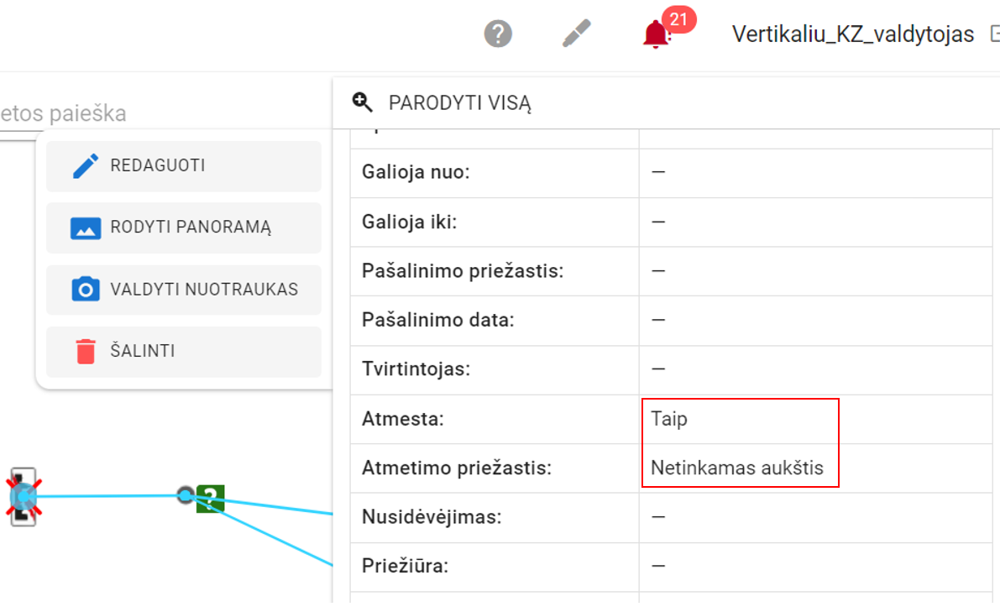 21
Vertikaliu_KZ_valdytojas
etos paieška
PARODYTI VISĄ
REDAGUOTI
RODYTI PANORAMĄ
VALDYTI NUOTRAUKAS
ŠALINTI
Galioja nuo: —
Galioja iki: —
Pašalinimo priežastis: —
Pašalinimo data: —
Tvirtintojas: —
Atmesta: Taip
Atmetimo priežastis: Netinkamas aukštis
Nusidėvėjimas: —
Priežiūra: —
?